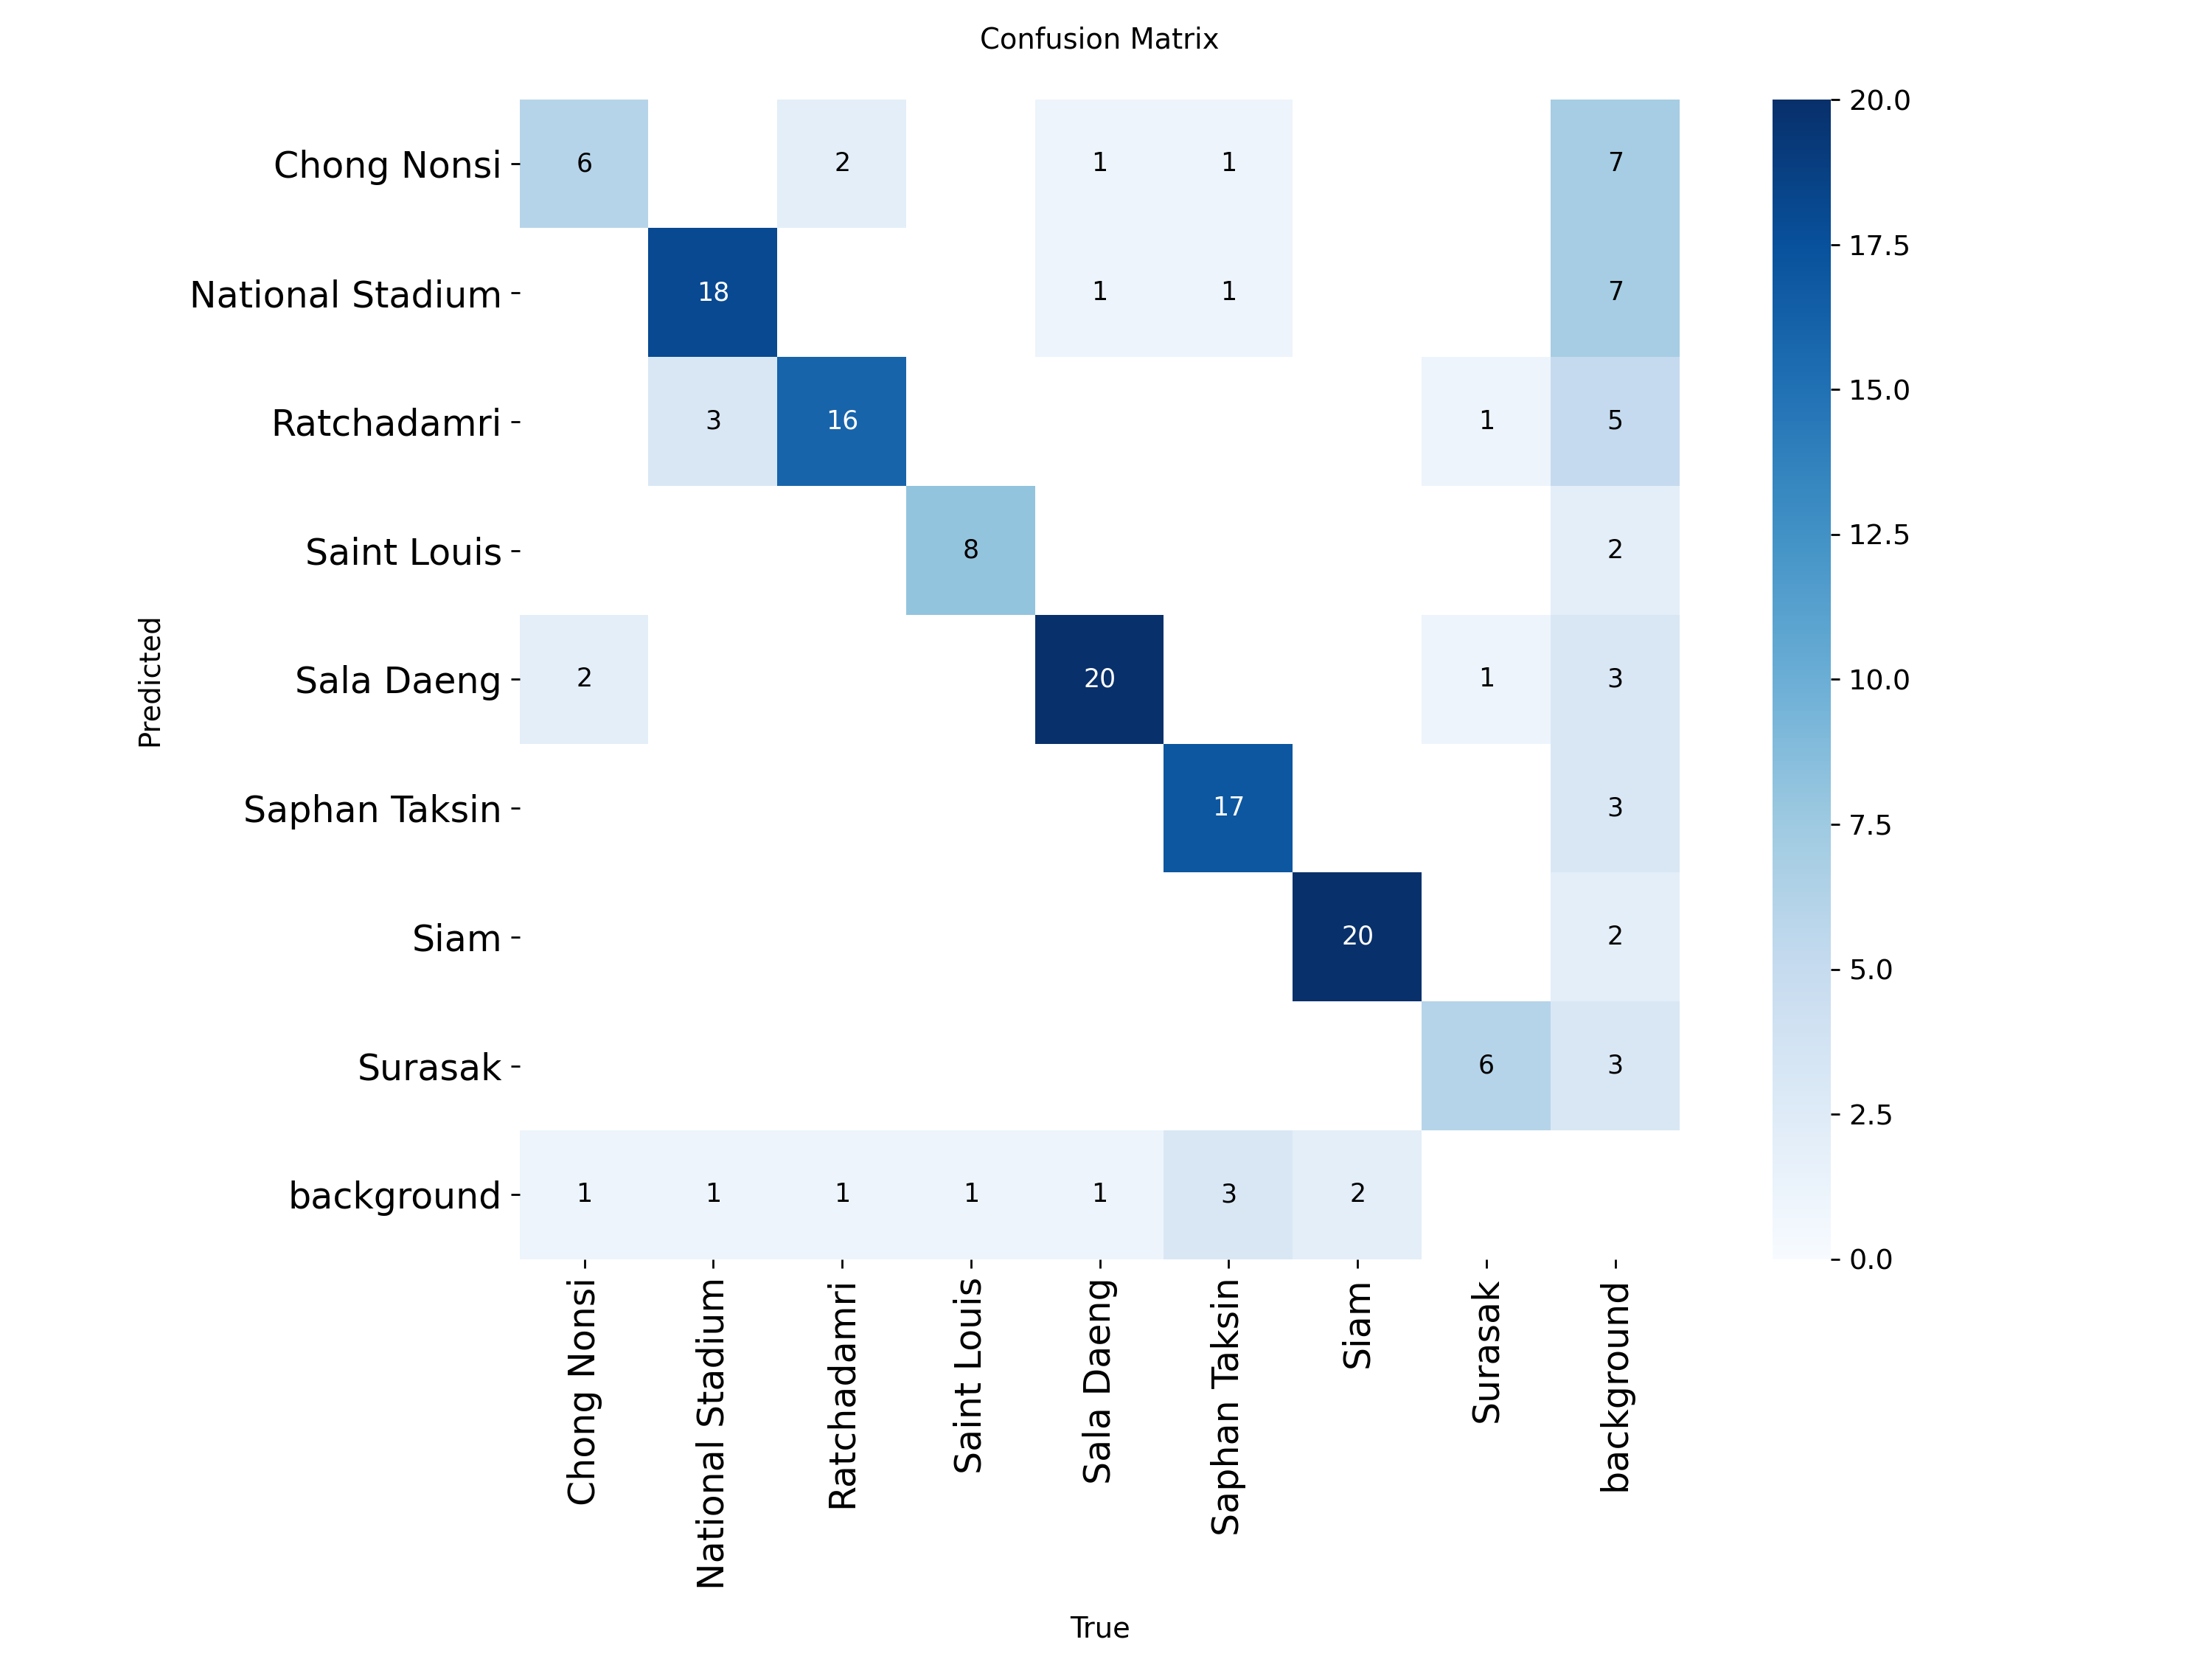 Confusion Matrix
Chong Nonsi 6 2 1 1 7
National Stadium 18 1 1 7
Ratchadamri 3 16 1 5
Saint Louis 8 2
Sala Daeng 2 20 1 3
Saphan Taksin 17 3
Siam 20 2
Surasak 6 3
background 1 1 1 1 1 3 2
Predicted
Chong Nonsi
National Stadium
Ratchadamri
Saint Louis
Sala Daeng
Saphan Taksin
Siam
Surasak
background
True
20.0
17.5
15.0
12.5
10.0
7.5
5.0
2.5
0.0